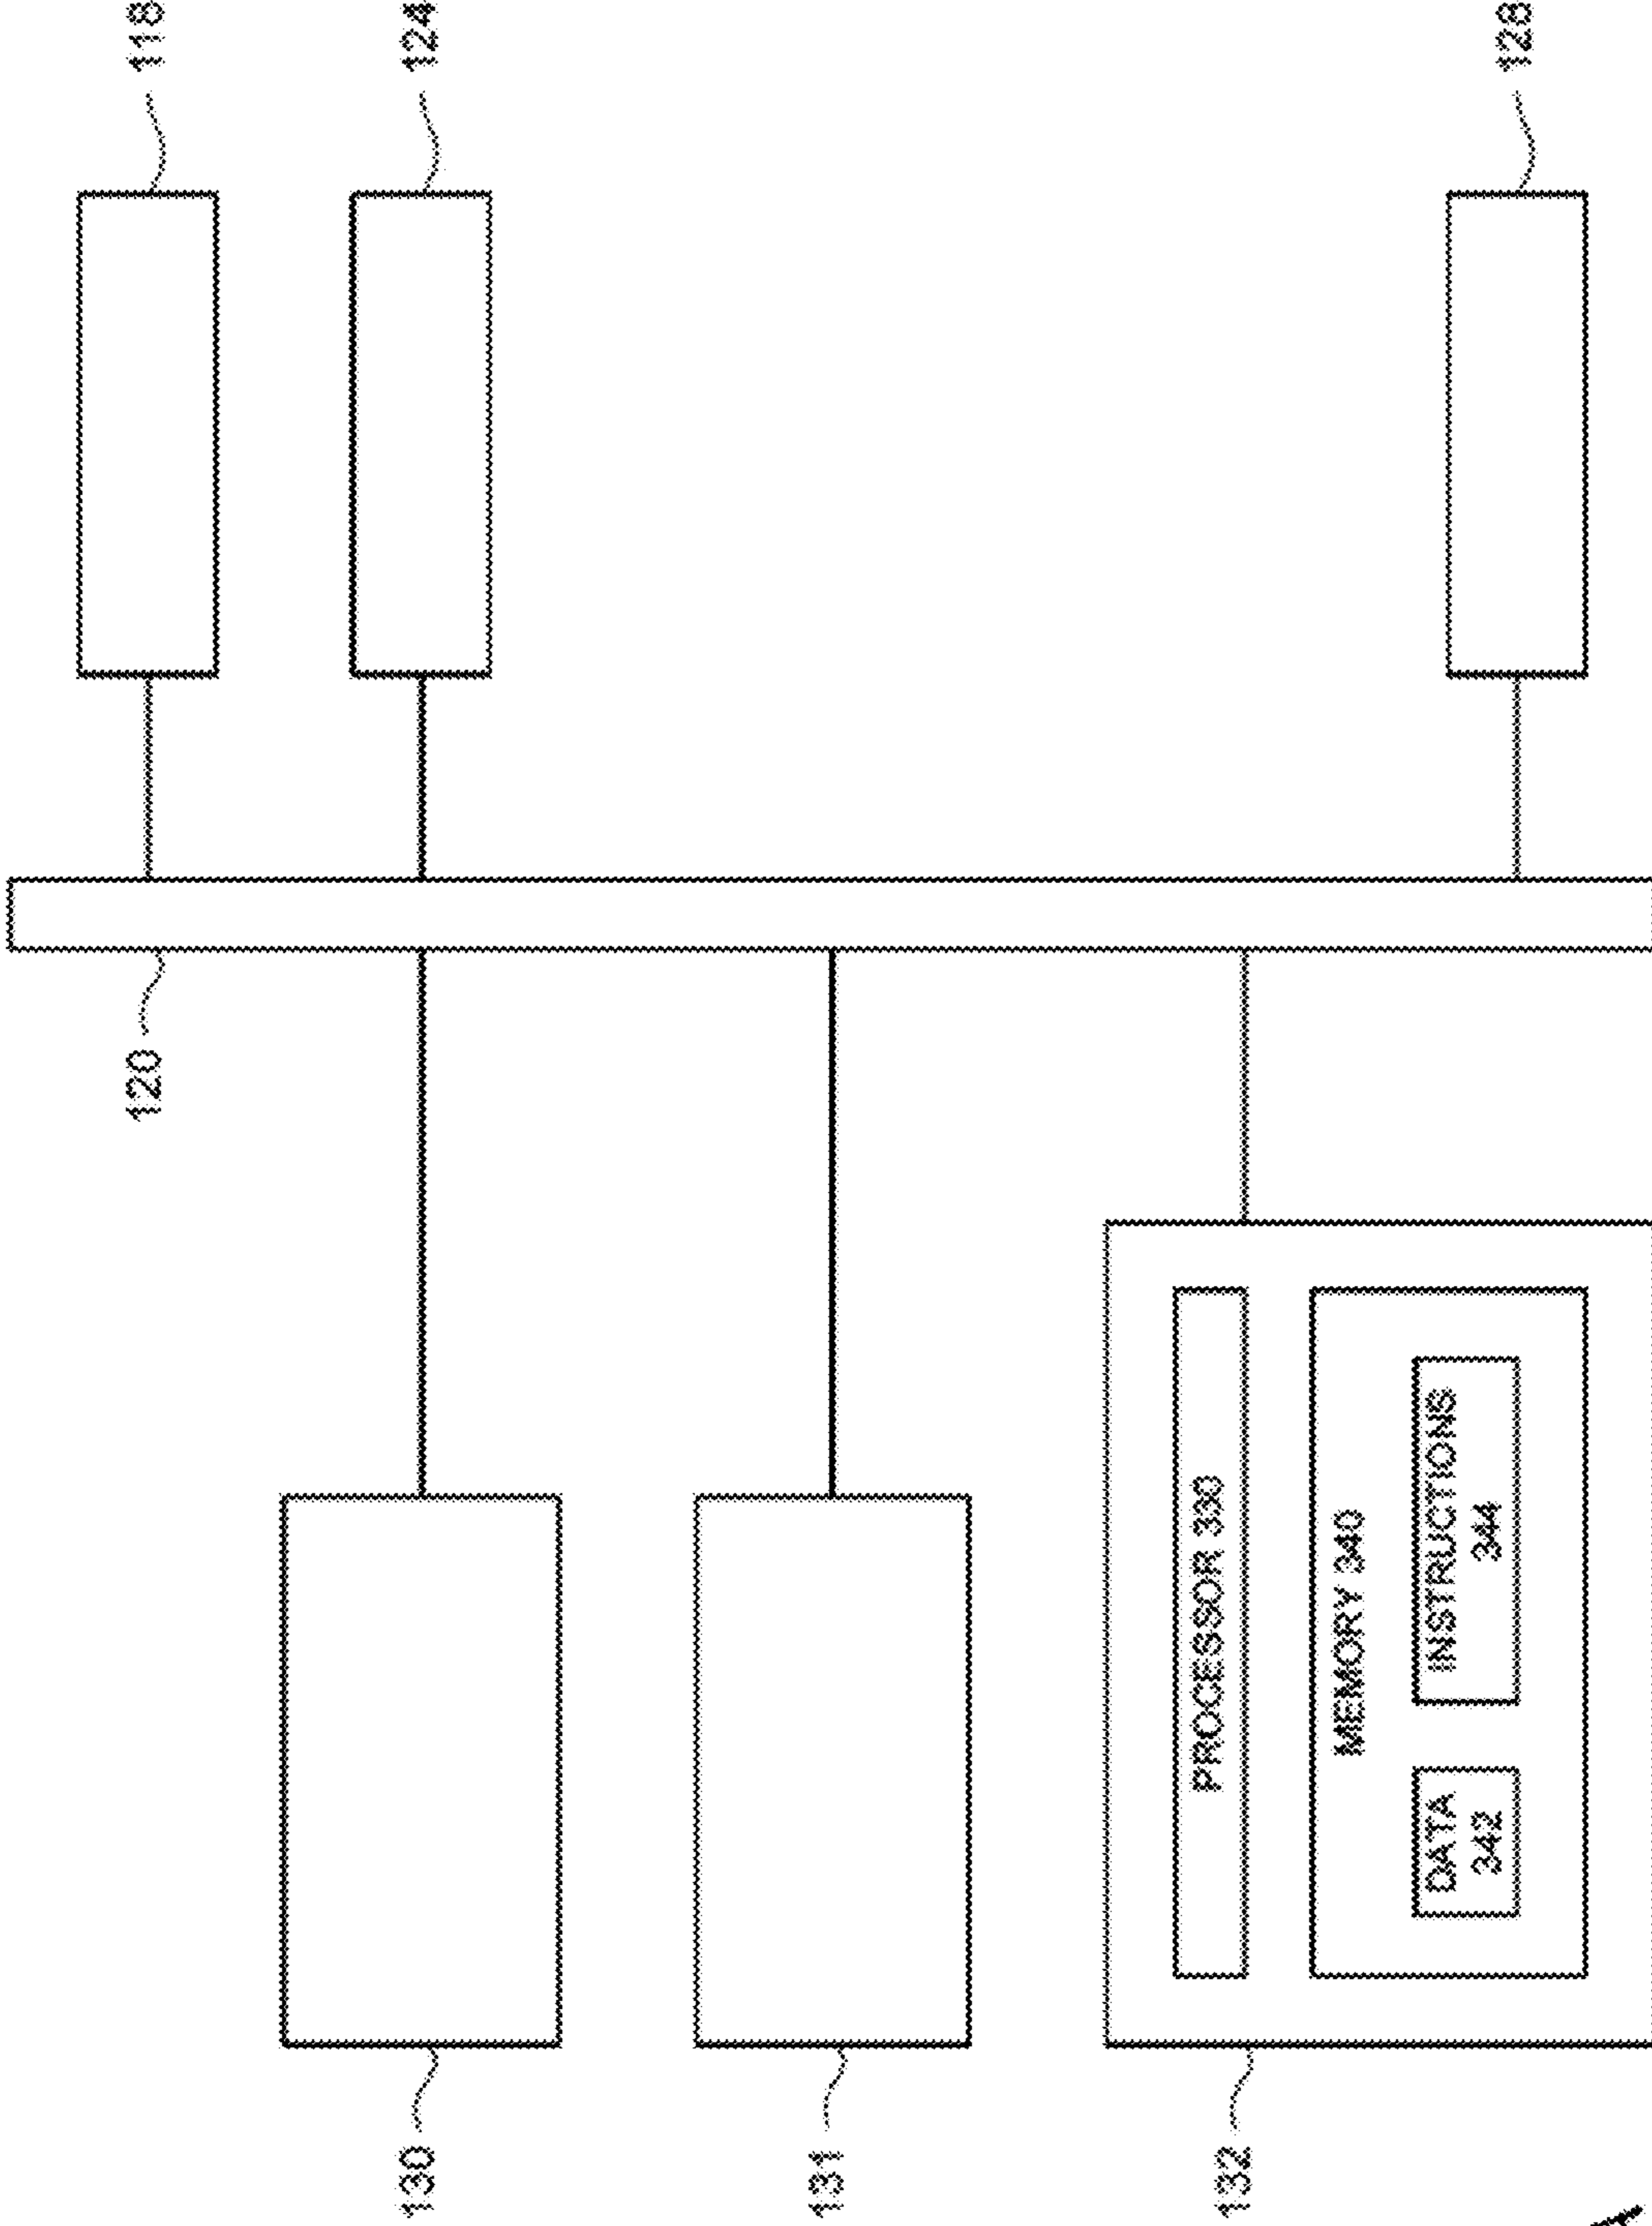 120
118
130
124
131
132
PROCESSOR 330
MEMORY 340
DATA
342
INSTRUCTIONS
344
128